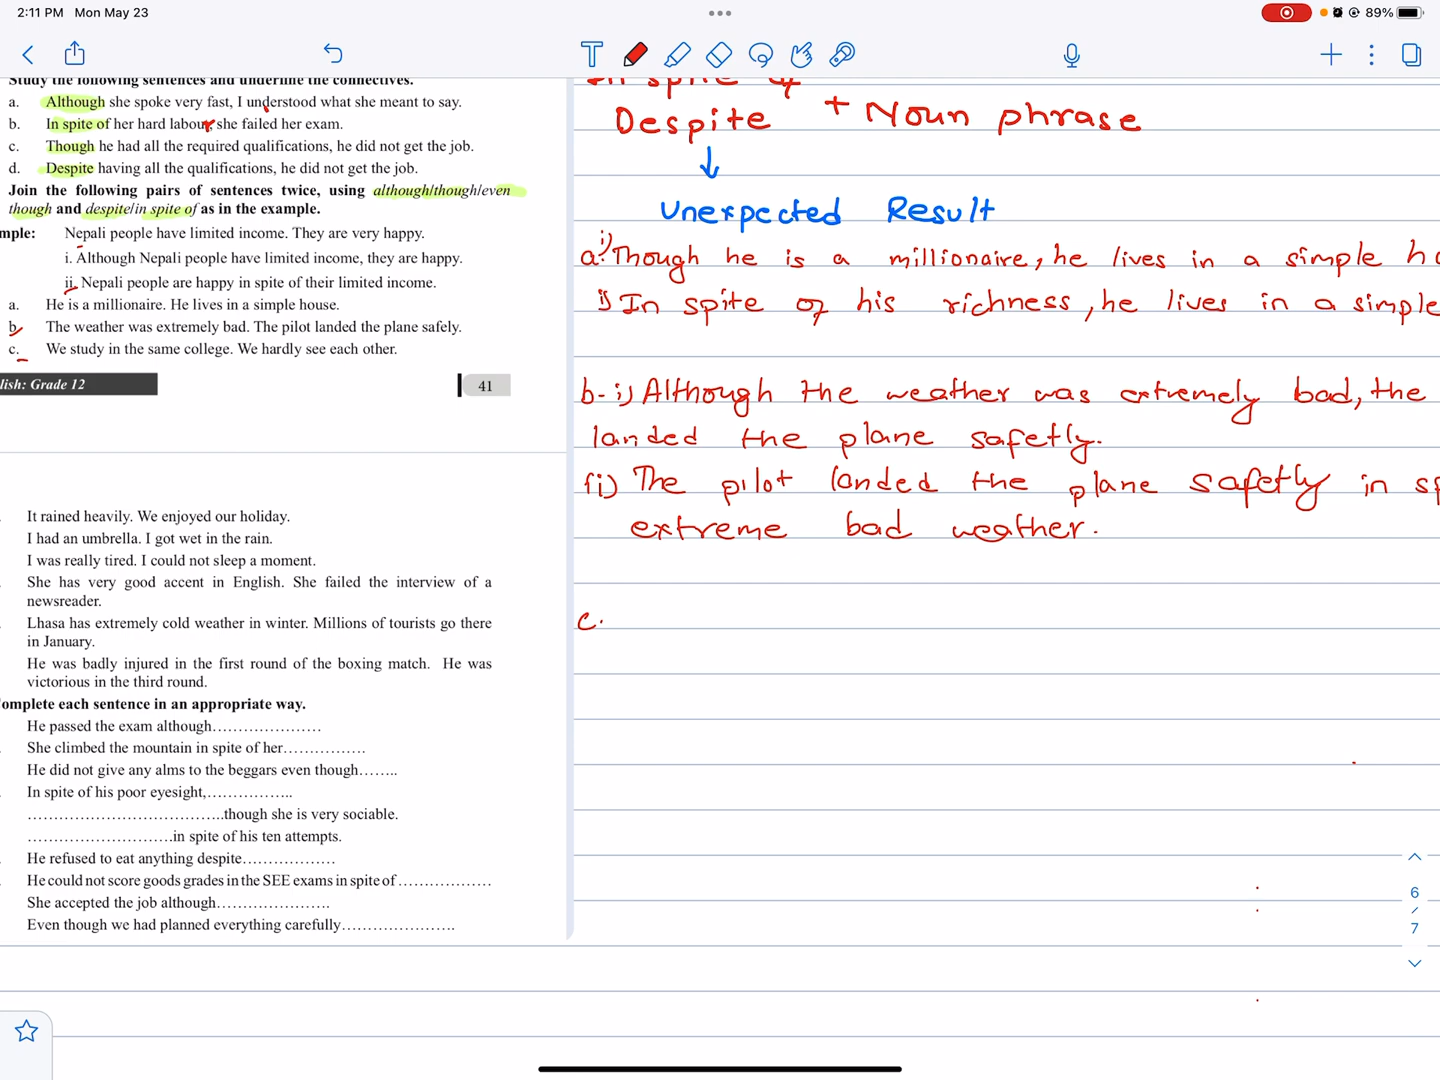 2:11 PM Mon May 23
89%
Study the following sentences and underline the connectives.
a. Although she spoke very fast, I understood what she meant to say.
b. In spite of her hard labour, she failed her exam.
c. Though he had all the required qualifications, he did not get the job.
d. Despite having all the qualifications, he did not get the job.
Join the following pairs of sentences twice, using although/though/even
though and despite/in spite of as in the example.
mple: Nepali people have limited income. They are very happy.
i. Although Nepali people have limited income, they are happy.
ii. Nepali people are happy in spite of their limited income.
a. He is a millionaire. He lives in a simple house.
b. The weather was extremely bad. The pilot landed the plane safely.
c. We study in the same college. We hardly see each other.
lish: Grade 12 41
It rained heavily. We enjoyed our holiday.
I had an umbrella. I got wet in the rain.
I was really tired. I could not sleep a moment.
She has very good accent in English. She failed the interview of a
newsreader.
Lhasa has extremely cold weather in winter. Millions of tourists go there
in January.
He was badly injured in the first round of the boxing match. He was
victorious in the third round.
omplete each sentence in an appropriate way.
He passed the exam although.....................
She climbed the mountain in spite of her................
He did not give any alms to the beggars even though........
In spite of his poor eyesight,................
......................................though she is very sociable.
..........................in spite of his ten attempts.
He refused to eat anything despite..................
He could not score goods grades in the SEE exams in spite of ..................
She accepted the job although.....................
Even though we had planned everything carefully.....................
In spite of
Despite + Noun phrase
↓
Unexpected Result
a. i) Though he is a millionaire, he lives in a simple ho
ii) In spite of his richness, he lives in a simple
b- i) Although the weather was extremely bad, the
landed the plane safetly.
ii) The pilot landed the plane safetly in sp
extreme bad weather.
c.
6
/
7